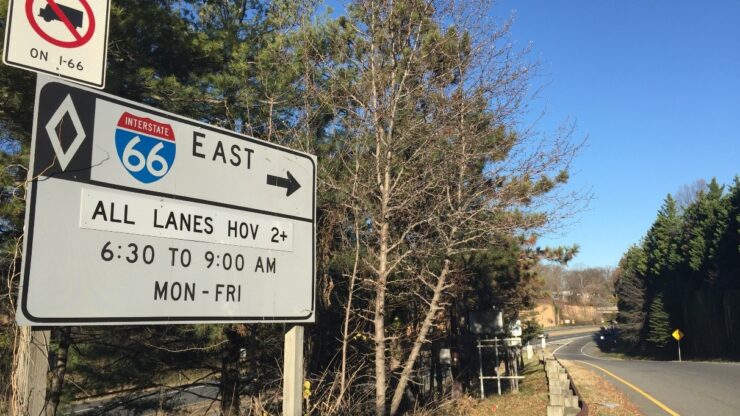 ON I-66
INTERSTATE
66
EAST
ALL LANES HOV 2+
6:30 TO 9:00 AM
MON-FRI